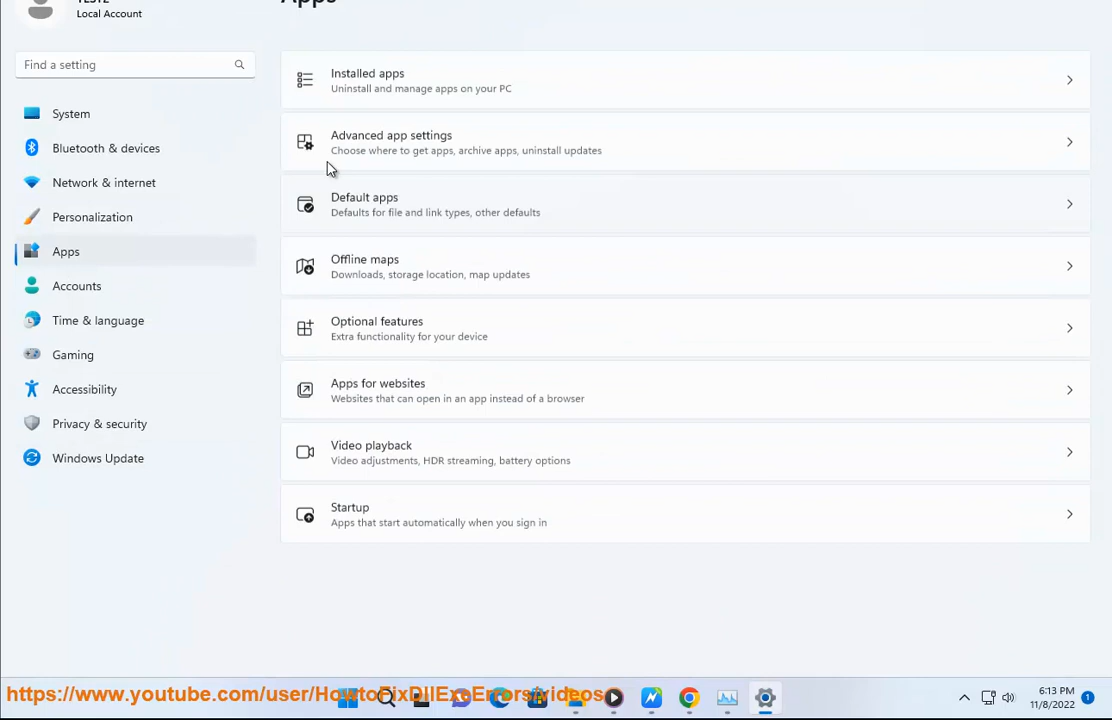 Local Account
Apps
Find a setting
System
Bluetooth & devices
Network & internet
Personalization
Apps
Accounts
Time & language
Gaming
Accessibility
Privacy & security
Windows Update
Installed apps
Uninstall and manage apps on your PC
Advanced app settings
Choose where to get apps, archive apps, uninstall updates
Default apps
Defaults for file and link types, other defaults
Offline maps
Downloads, storage location, map updates
Optional features
Extra functionality for your device
Apps for websites
Websites that can open in an app instead of a browser
Video playback
Video adjustments, HDR streaming, battery options
Startup
Apps that start automatically when you sign in
https://www.youtube.com/user/HowtoFixDllExeErrors/videos
6:13 PM
11/8/2022
1